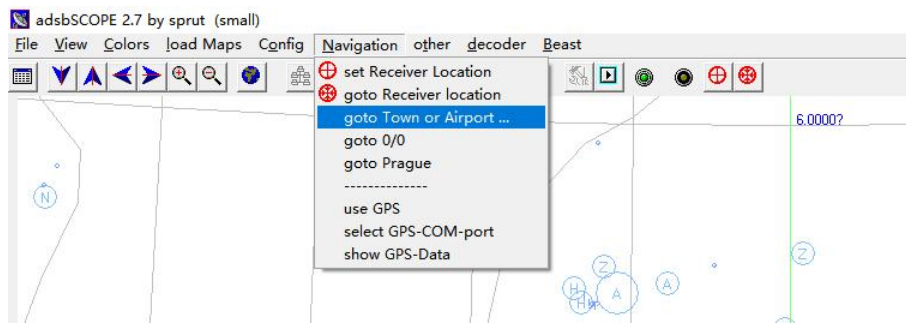 adsbSCOPE 2.7 by sprut (small)
File View Colors load Maps Config Navigation other decoder Beast
set Receiver Location
goto Receiver location
goto Town or Airport ...
6.0000?
goto 0/0
goto Prague
--------------
use GPS
select GPS-COM-port
show GPS-Data
N
Z
Z
H
A
A
H